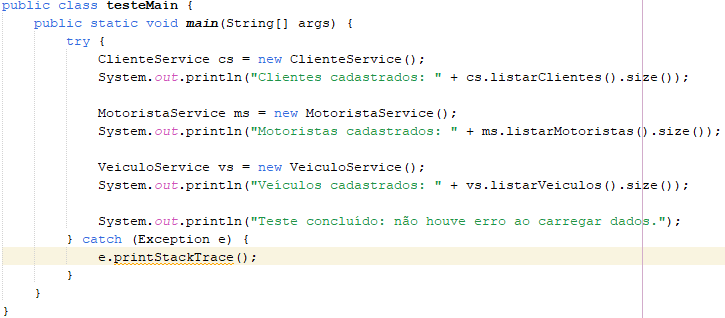 public class testeMain {
public static void main(String[] args) {
try {
ClienteService cs = new ClienteService();
System.out.println("Clientes cadastrados: " + cs.listarClientes().size());
MotoristaService ms = new MotoristaService();
System.out.println("Motoristas cadastrados: " + ms.listarMotoristas().size());
VeiculoService vs = new VeiculoService();
System.out.println("Veículos cadastrados: " + vs.listarVeiculos().size());
System.out.println("Teste concluído: não houve erro ao carregar dados.");
} catch (Exception e) {
e.printStackTrace();
}
}
}